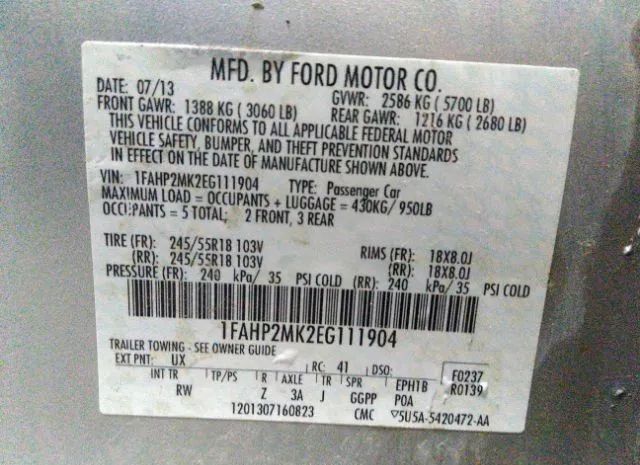 MFD. BY FORD MOTOR CO.
DATE: 07/13 GVWR: 2586 KG ( 5700 LB)
FRONT GAWR: 1388 KG ( 3060 LB) REAR GAWR: 1216 KG ( 2680 LB)
THIS VEHICLE CONFORMS TO ALL APPLICABLE FEDERAL MOTOR
VEHICLE SAFETY, BUMPER, AND THEFT PREVENTION STANDARDS
IN EFFECT ON THE DATE OF MANUFACTURE SHOWN ABOVE.
VIN: 1FAHP2MK2EG111904 TYPE: Passenger Car
MAXIMUM LOAD = OCCUPANTS + LUGGAGE = 430KG/ 950LB
OCCUPANTS = 5 TOTAL; 2 FRONT, 3 REAR
TIRE (FR): 245/55R18 103V RIMS (FR): 18X8.0J
(RR): 245/55R18 103V (RR): 18X8.0J
PRESSURE (FR): 240 kPa/ 35 PSI COLD (RR): 240 kPa/ 35 PSI COLD
1FAHP2MK2EG111904
TRAILER TOWING - SEE OWNER GUIDE
EXT PNT: UX RC: 41 DSO: F0237
INT TR TP/PS R AXLE TR SPR EPH1B R0139
RW Z 3A J GGPP P0A
1201307160823 CMC ▽5U5A-5420472-AA